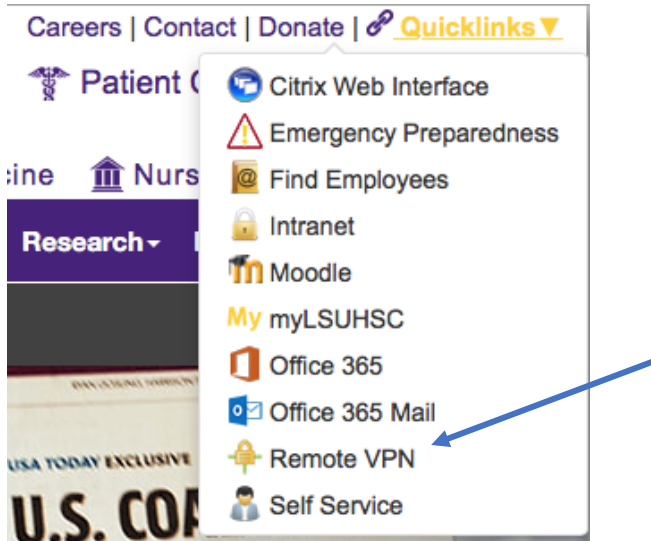 Careers | Contact | Donate | Quicklinks▼
Patient
Citrix Web Interface
Emergency Preparedness
cine Nurs
Find Employees
Intranet
Research
Moodle
My myLSUHSC
Office 365
Office 365 Mail
Remote VPN
USA TODAY EXCLUSIVE
Self Service
U.S. COA